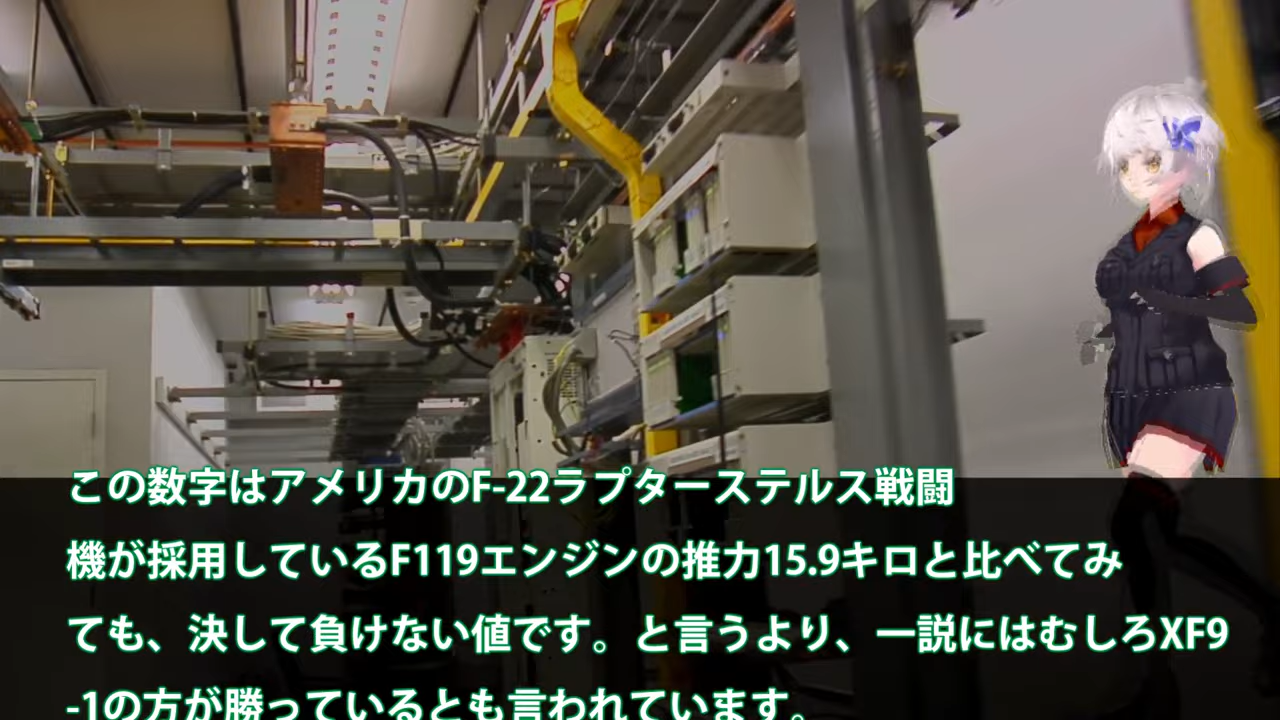 この数字はアメリカのF-22ラプターステルス戦闘
機が採用しているF119エンジンの推力15.9キロと比べてみ
ても、決して負けない値です。と言うより、一説にはむしろXF9
-1の方が勝っているとも言われています。